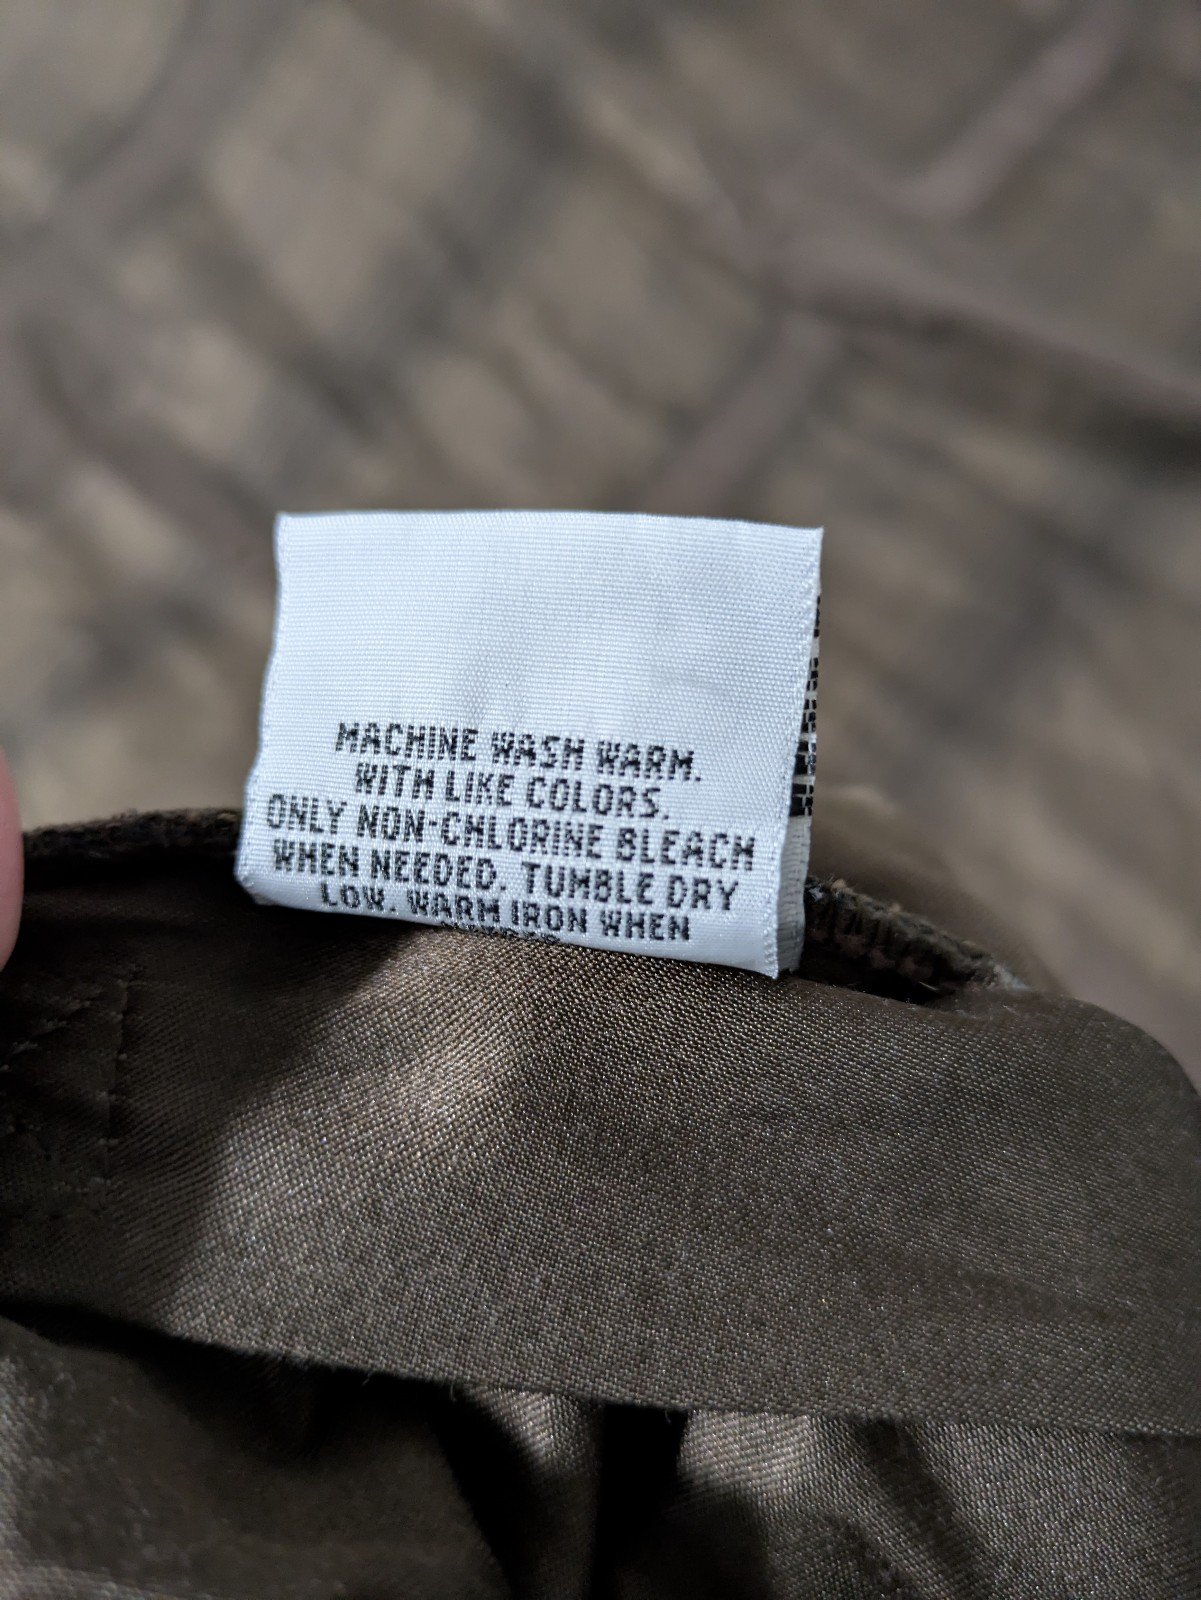 MACHINE WASH WARM.
WITH LIKE COLORS.
ONLY NON-CHLORINE BLEACH
WHEN NEEDED. TUMBLE DRY
LOW. WARM IRON WHEN